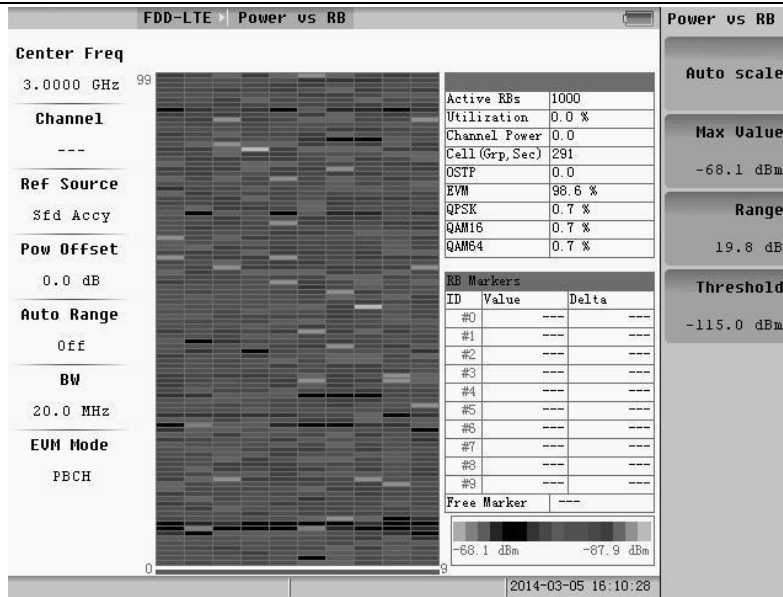 FDD-LTE Power vs RB
Power vs RB
Center Freq
3.0000 GHz
Channel
---
Ref Source
Sfd Accy
Pow Offset
0.0 dB
Auto Range
Off
BW
20.0 MHz
EVM Mode
PBCH
99
0
9
Active RBs 1000
Utilization 0.0 %
Channel Power 0.0
Cell(Grp,Sec) 291
OSTP 0.0
EVM 98.6 %
QPSK 0.7 %
QAM16 0.7 %
QAM64 0.7 %
RB Markers
ID Value Delta
#0 --- ---
#1 --- ---
#2 --- ---
#3 --- ---
#4 --- ---
#5 --- ---
#6 --- ---
#7 --- ---
#8 --- ---
#9 --- ---
Free Marker ---
-68.1 dBm -87.9 dBm
2014-03-05 16:10:28
Auto scale
Max Value
-68.1 dBm
Range
19.8 dB
Threshold
-115.0 dBm